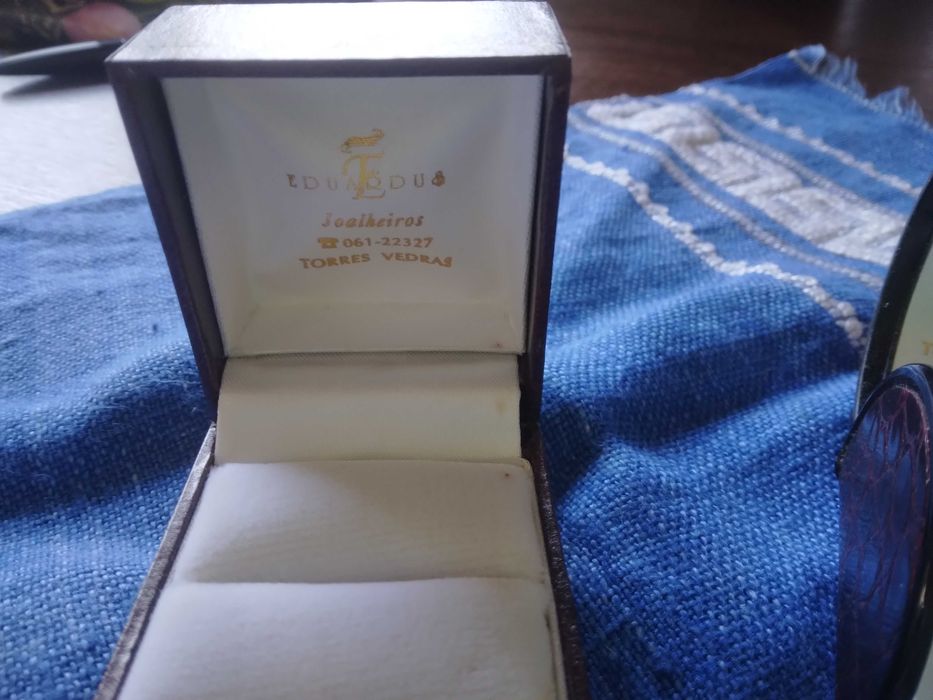 E
EDUARDUS
Joalheiros
☎ 061-22327
TORRES VEDRAS